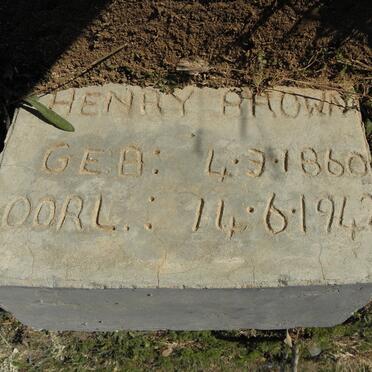 HENRY BROWN
GEB: 4.3.1860
OORL.: 14.6.1942